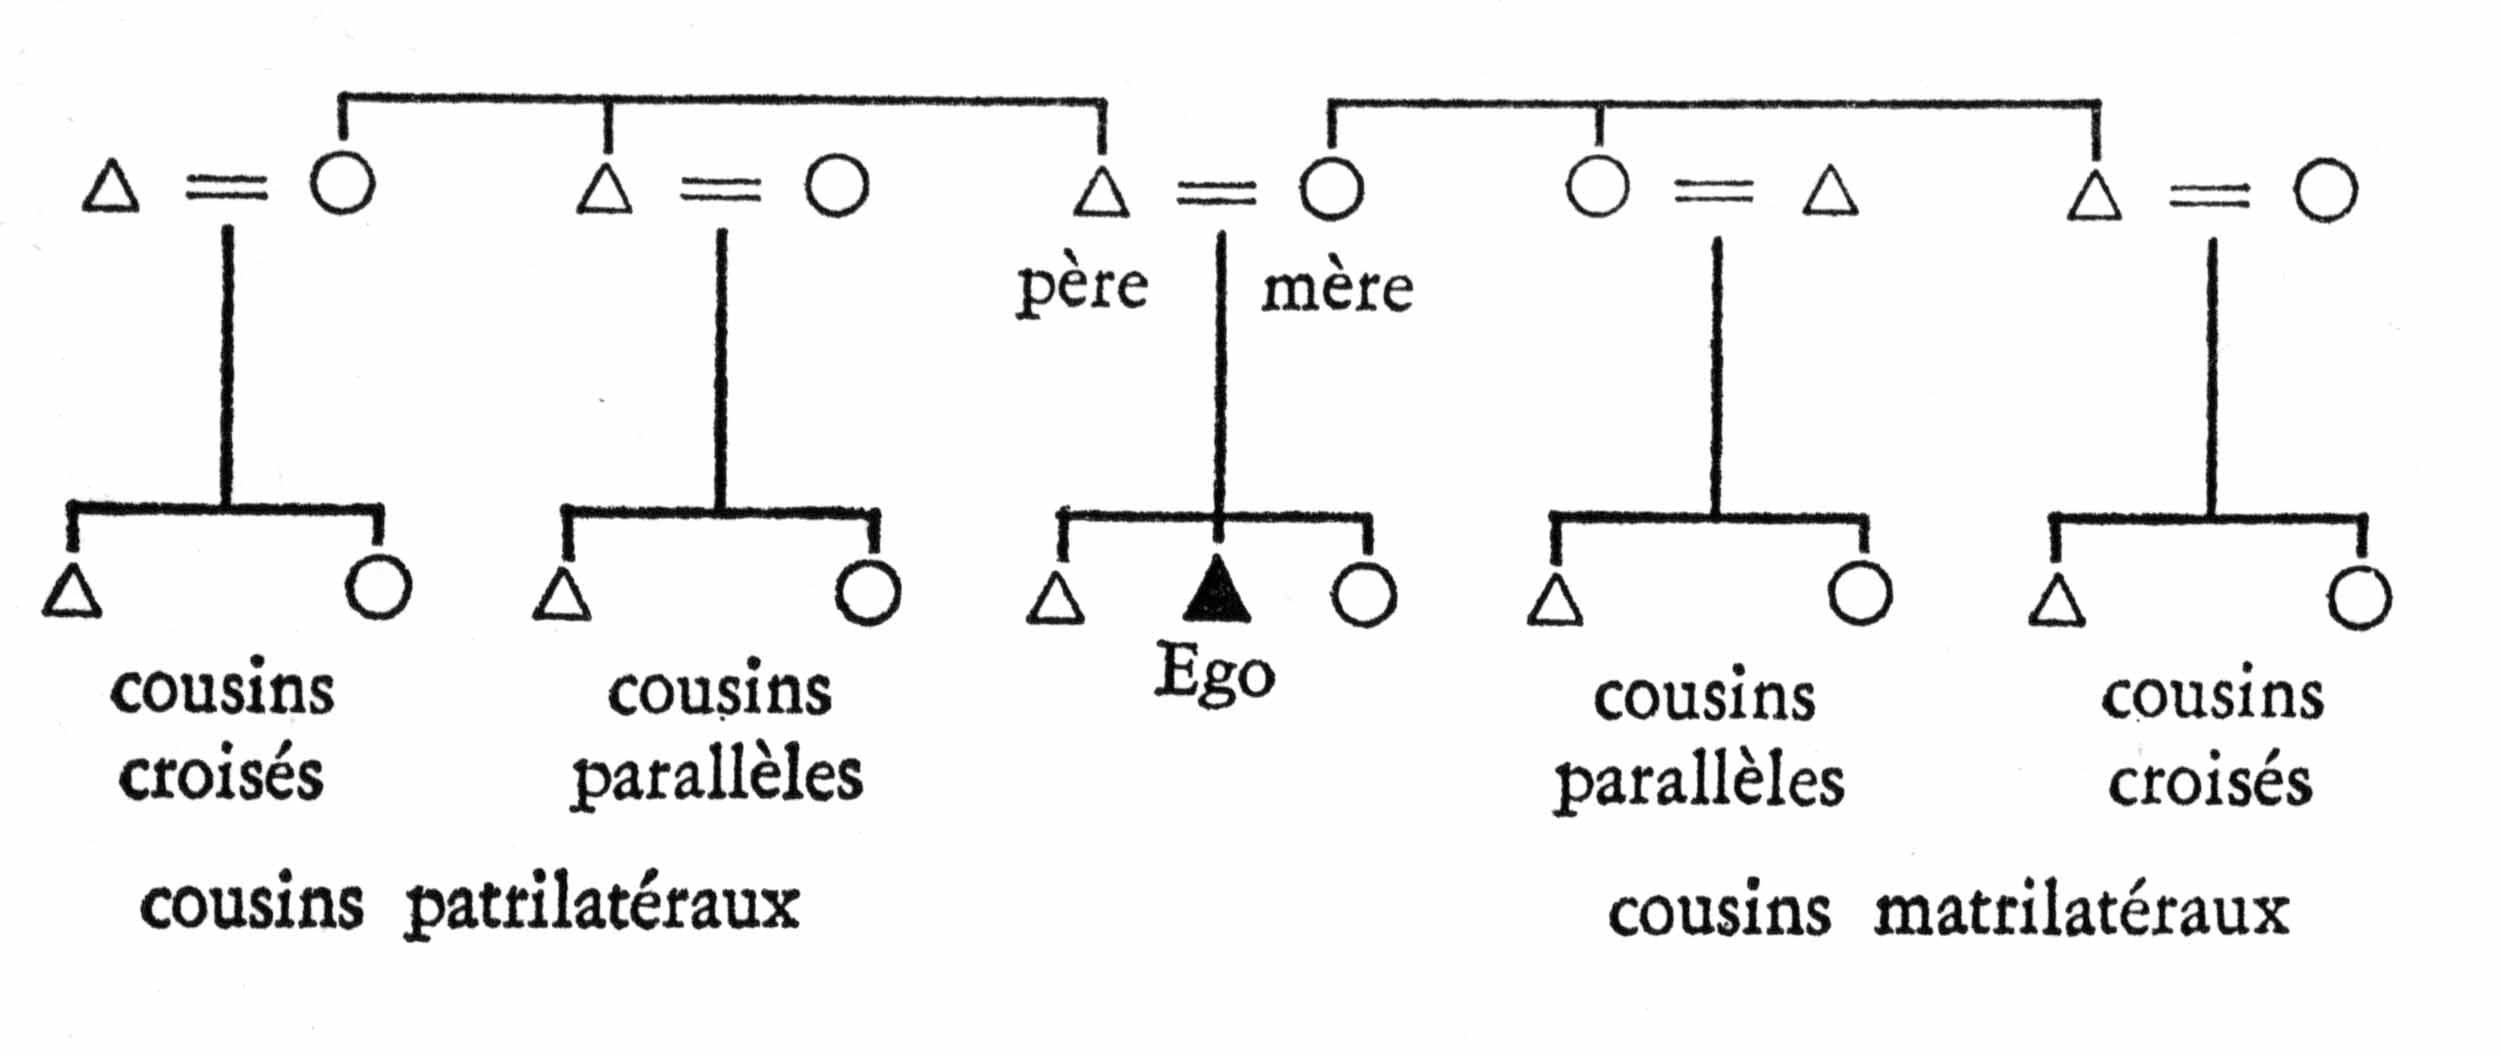 père mère
Ego
cousins cousins cousins cousins
croisés parallèles parallèles croisés
cousins patrilatéraux cousins matrilatéraux